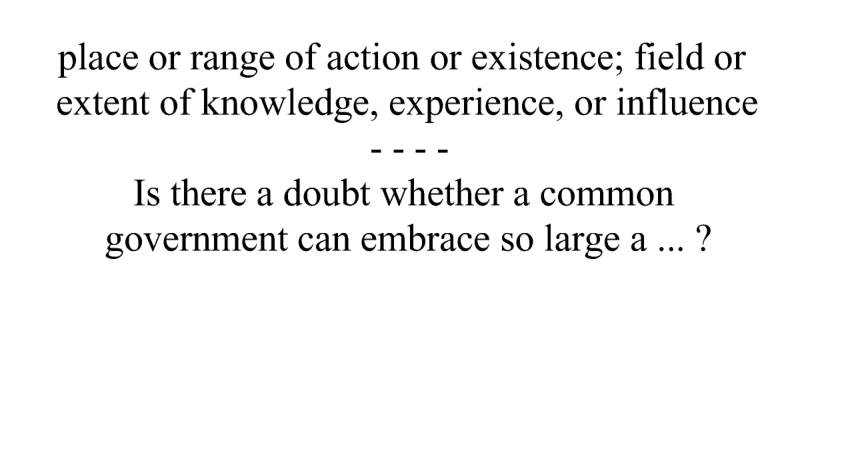 place or range of action or existence; field or
extent of knowledge, experience, or influence
- - - -
Is there a doubt whether a common
government can embrace so large a ... ?